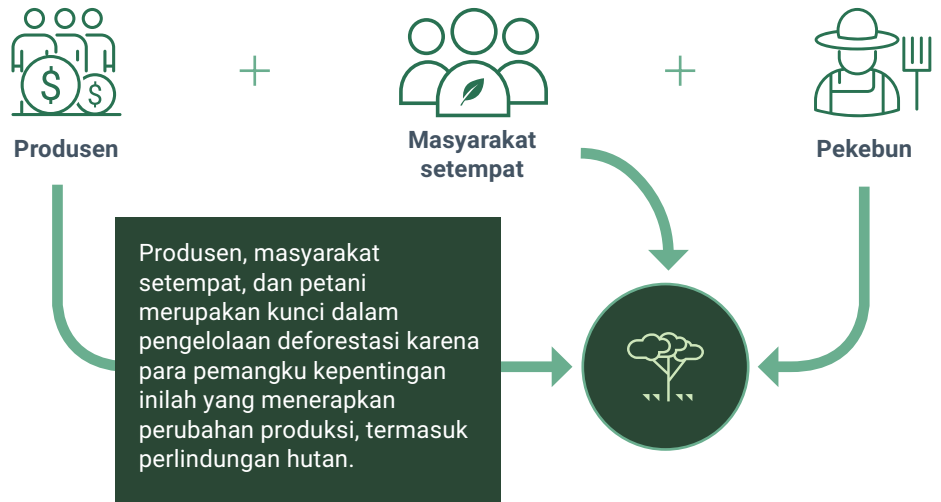 Produsen
Masyarakat
setempat
Pekebun
Produsen, masyarakat
setempat, dan petani
merupakan kunci dalam
pengelolaan deforestasi karena
para pemangku kepentingan
inilah yang menerapkan
perubahan produksi, termasuk
perlindungan hutan.